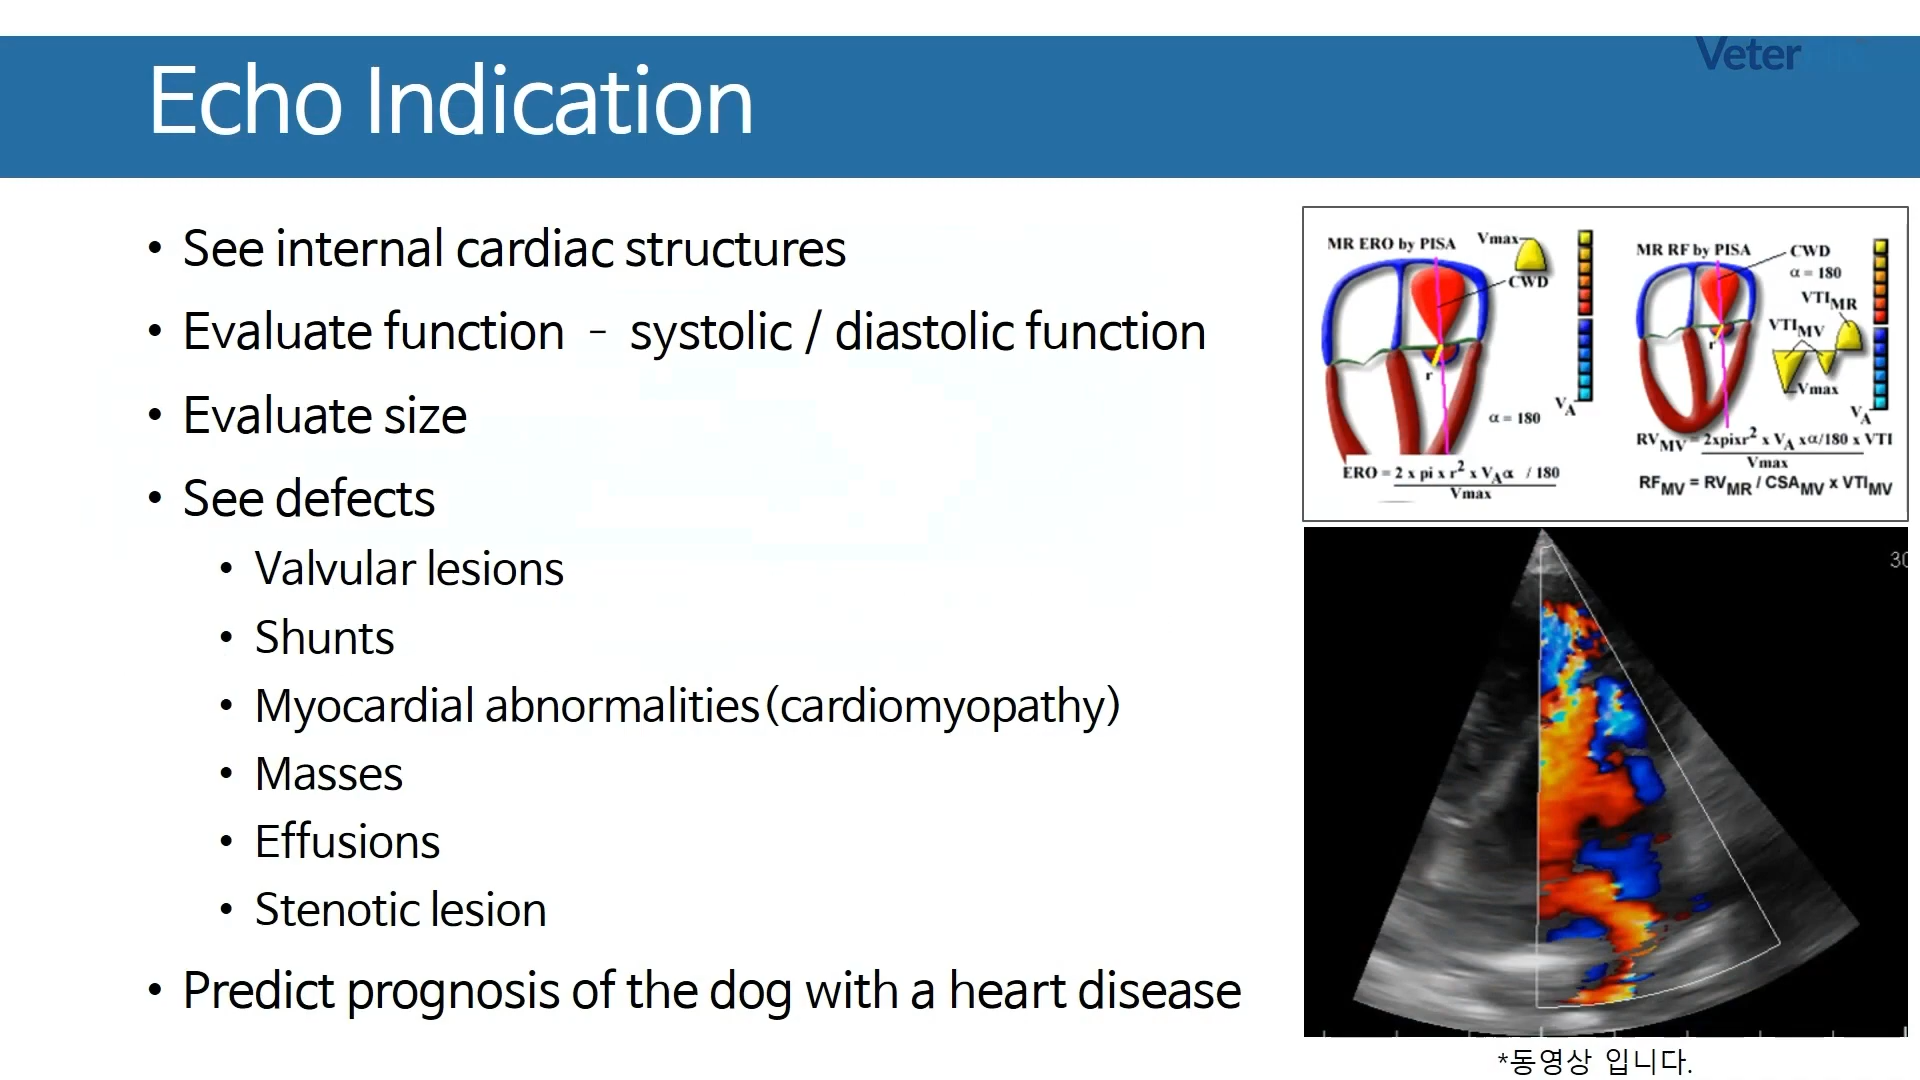 Veter
Echo Indication
• See internal cardiac structures
• Evaluate function - systolic / diastolic function
• Evaluate size
• See defects
• Valvular lesions
• Shunts
• Myocardial abnormalities(cardiomyopathy)
• Masses
• Effusions
• Stenotic lesion
• Predict prognosis of the dog with a heart disease
MR ERO by PISA
Vmax
CWD
r
α = 180
VA
ERO = 2 x pi x r² x VAα / 180
Vmax
MR RF by PISA
CWD
α = 180
VTIMR
VTIMV
r
Vmax
VA
RVMV = 2xpixr² x VA xα/180 x VTI
Vmax
RFMV = RVMR / CSAMV x VTIMV
30
*동영상 입니다.